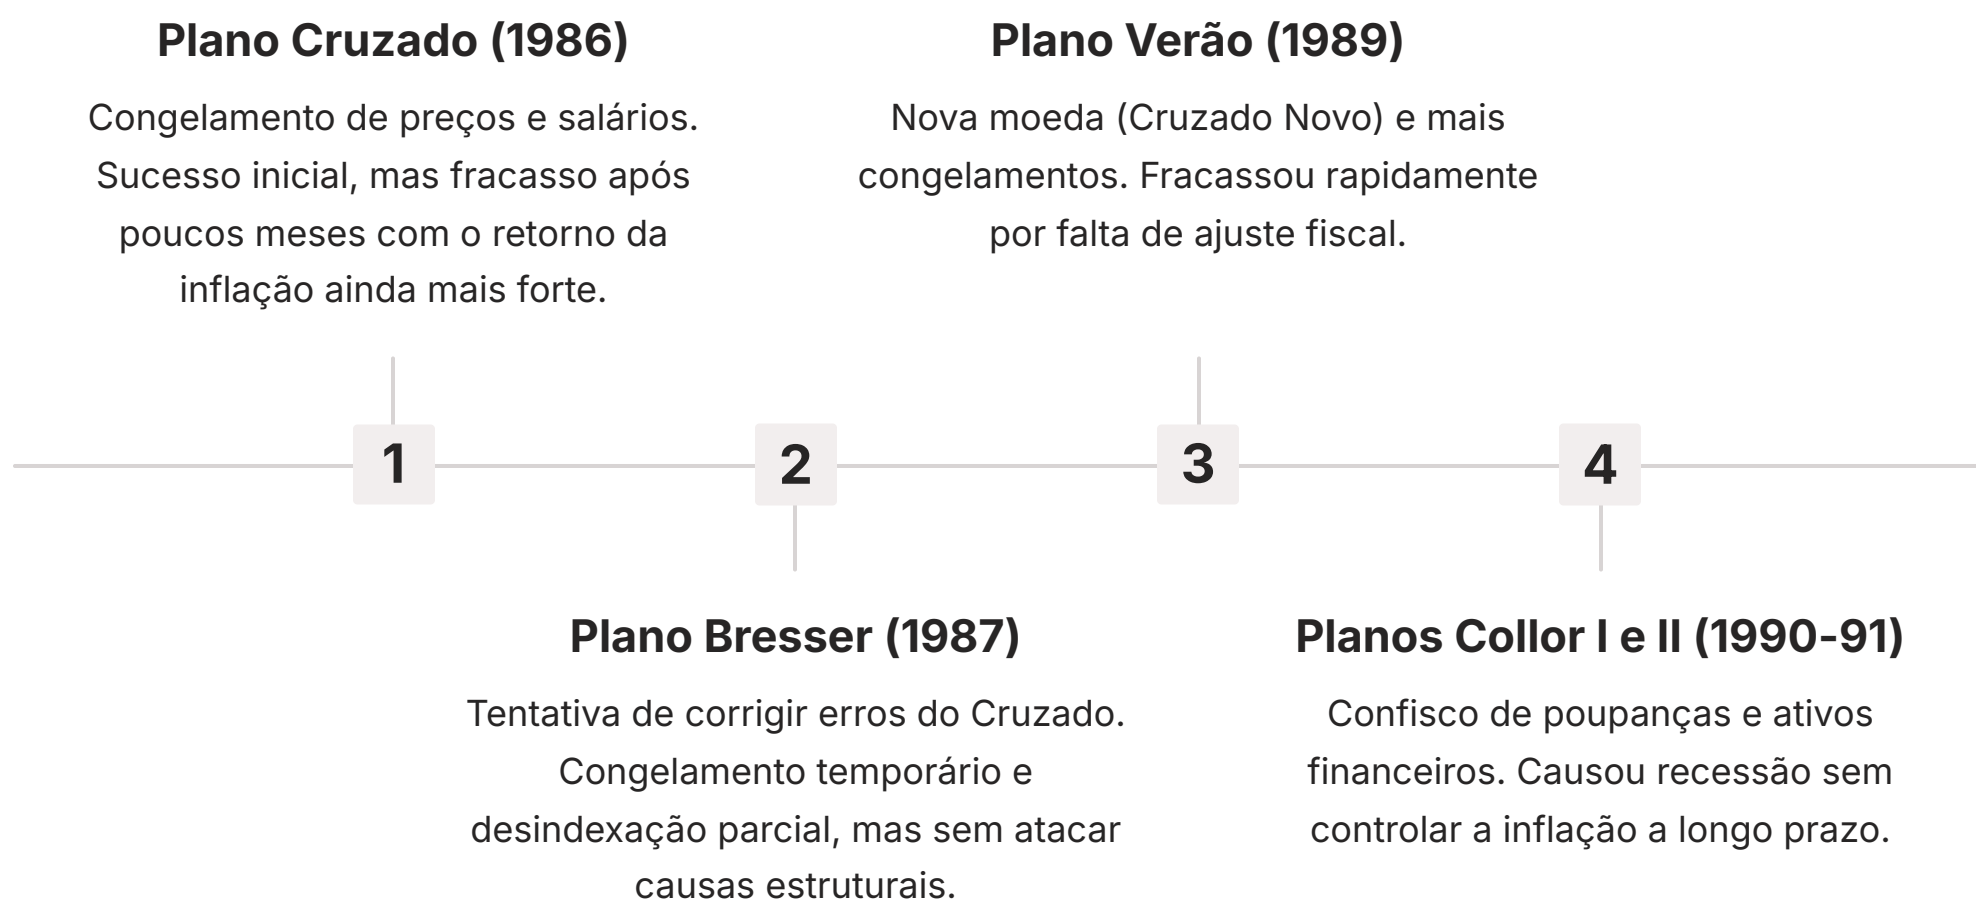 Plano Cruzado (1986)
Congelamento de preços e salários.
Sucesso inicial, mas fracasso após
poucos meses com o retorno da
inflação ainda mais forte.
Plano Verão (1989)
Nova moeda (Cruzado Novo) e mais
congelamentos. Fracassou rapidamente
por falta de ajuste fiscal.
1
2
3
4
Plano Bresser (1987)
Tentativa de corrigir erros do Cruzado.
Congelamento temporário e
desindexação parcial, mas sem atacar
causas estruturais.
Planos Collor I e II (1990-91)
Confisco de poupanças e ativos
financeiros. Causou recessão sem
controlar a inflação a longo prazo.